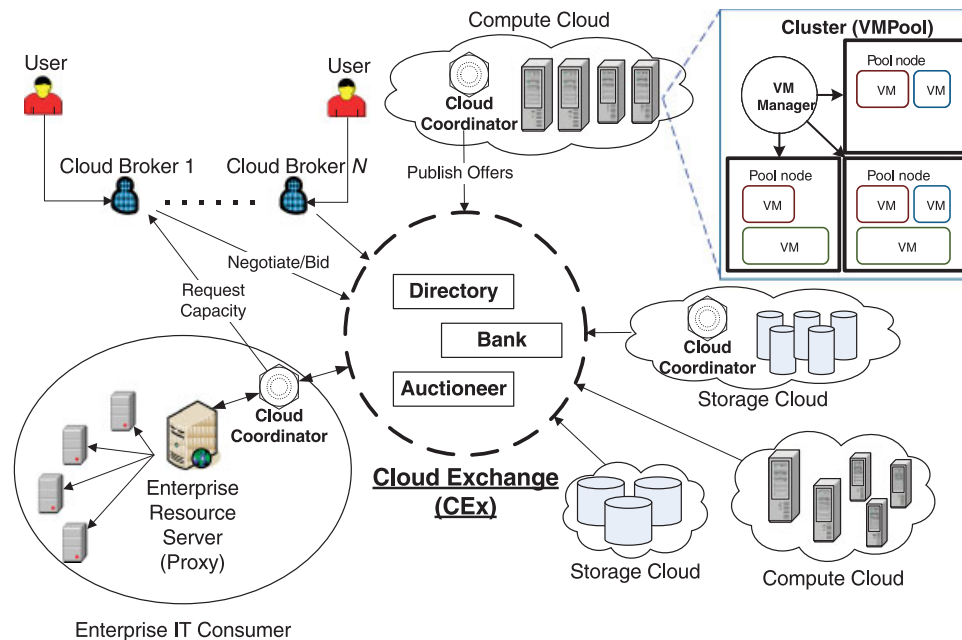 Compute Cloud
Cluster (VMPool)
User
User
Cloud
Coordinator
VM
Manager
Pool node
VM
VM
Cloud Broker 1
Cloud Broker N
Publish Offers
Pool node
VM
VM
Pool node
VM
VM
VM
Negotiate/Bid
Request
Capacity
Directory
Bank
Auctioneer
Cloud
Coordinator
Storage Cloud
Cloud
Coordinator
Cloud Exchange
(CEx)
Enterprise
Resource
Server
(Proxy)
Storage Cloud
Compute Cloud
Enterprise IT Consumer